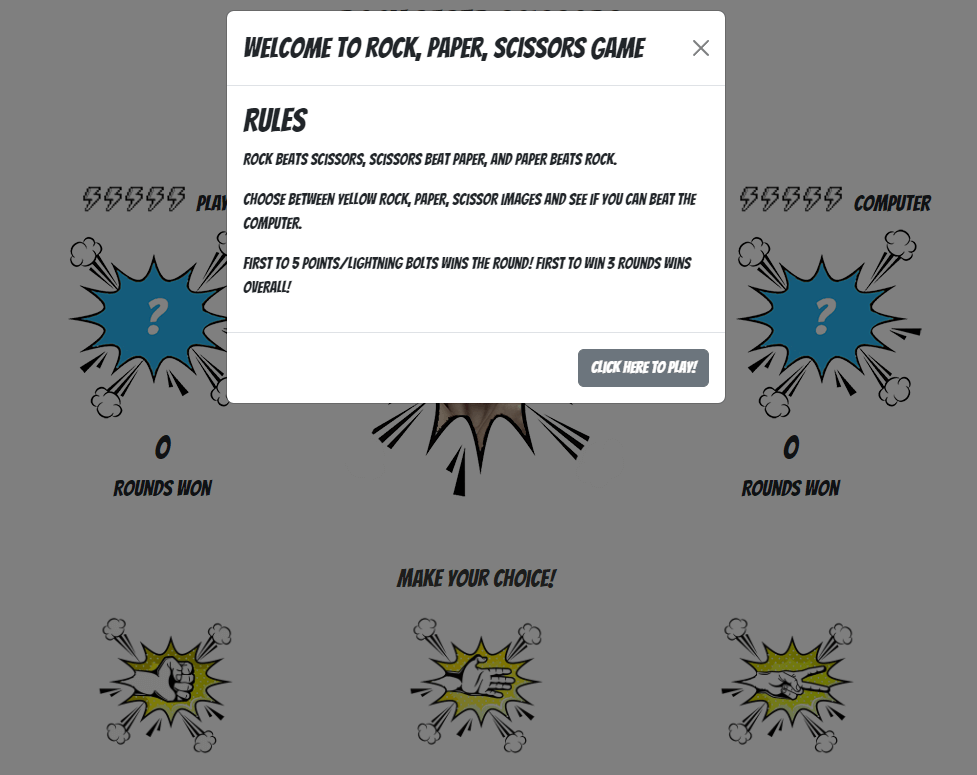 WELCOME TO ROCK, PAPER, SCISSORS GAME
RULES
ROCK BEATS SCISSORS, SCISSORS BEAT PAPER, AND PAPER BEATS ROCK.
CHOOSE BETWEEN YELLOW ROCK, PAPER, SCISSOR IMAGES AND SEE IF YOU CAN BEAT THE
COMPUTER.
FIRST TO 5 POINTS/LIGHTNING BOLTS WINS THE ROUND! FIRST TO WIN 3 ROUNDS WINS
OVERALL!
CLICK HERE TO PLAY!
PLAY
COMPUTER
?
?
0
0
ROUNDS WON
ROUNDS WON
MAKE YOUR CHOICE!